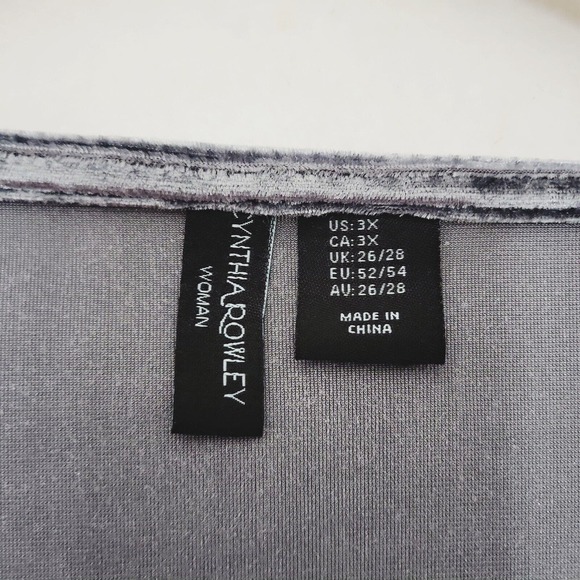 CYNTHIA ROWLEY
WOMAN
US: 3X
CA: 3X
UK: 26/28
EU: 52/54
AU: 26/28
MADE IN
CHINA